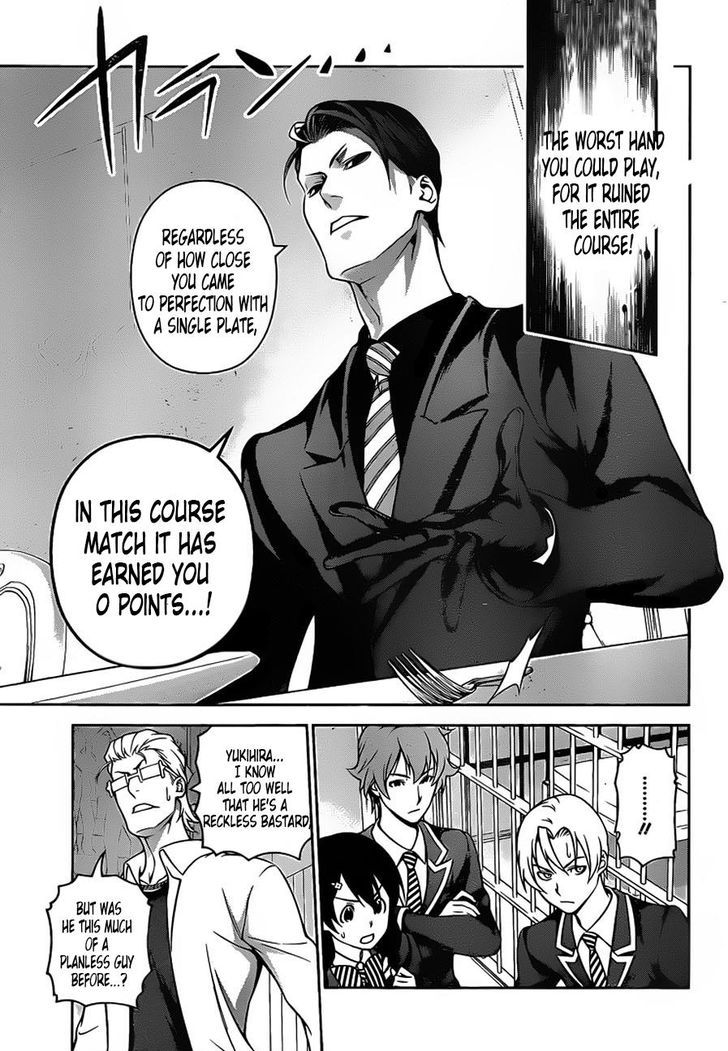 THE WORST HAND
YOU COULD PLAY,
FOR IT RUINED
THE ENTIRE
COURSE!
カラン...
REGARDLESS
OF HOW CLOSE
YOU CAME
TO PERFECTION WITH
A SINGLE PLATE,
IN THIS COURSE
MATCH IT HAS
EARNED YOU
0 POINTS...!
.......
YUKIHIRA...
I KNOW
ALL TOO WELL
THAT HE'S A
RECKLESS BASTARD.
BUT WAS
HE THIS MUCH
OF A
PLANLESS GUY
BEFORE...?